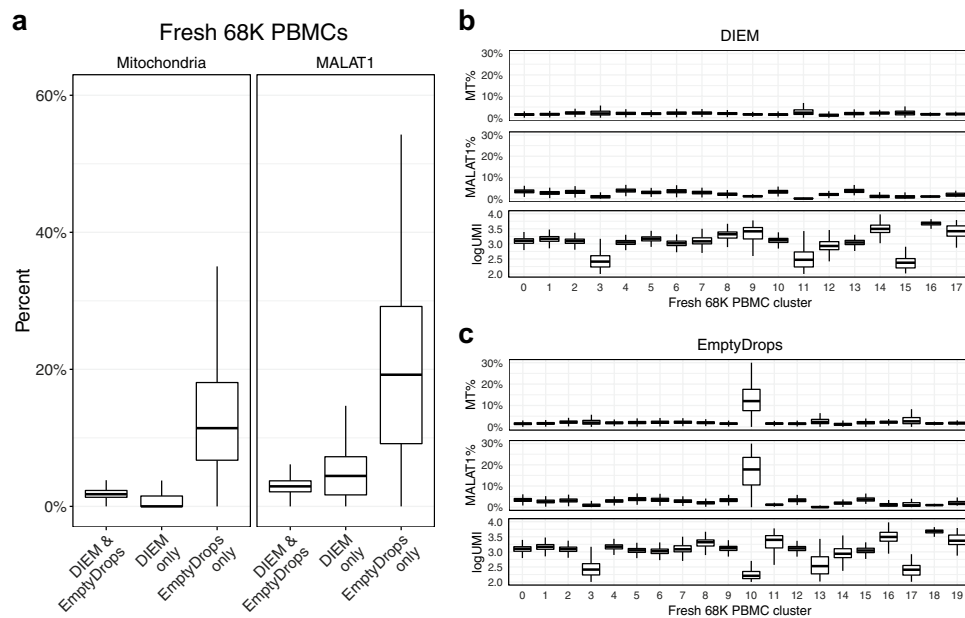 a
Fresh 68K PBMCs
Mitochondria
MALAT1
60%
40%
20%
0%
Percent
DIEM &
EmptyDrops
DIEM
only
EmptyDrops
only
DIEM &
EmptyDrops
DIEM
only
EmptyDrops
only
b
DIEM
MT%
30%
20%
10%
0%
MALAT1%
30%
20%
10%
0%
logUMI
4.0
3.5
3.0
2.5
2.0
0 1 2 3 4 5 6 7 8 9 10 11 12 13 14 15 16 17
Fresh 68K PBMC cluster
c
EmptyDrops
MT%
30%
20%
10%
0%
MALAT1%
30%
20%
10%
0%
logUMI
4.0
3.5
3.0
2.5
2.0
0 1 2 3 4 5 6 7 8 9 10 11 12 13 14 15 16 17 18 19
Fresh 68K PBMC cluster